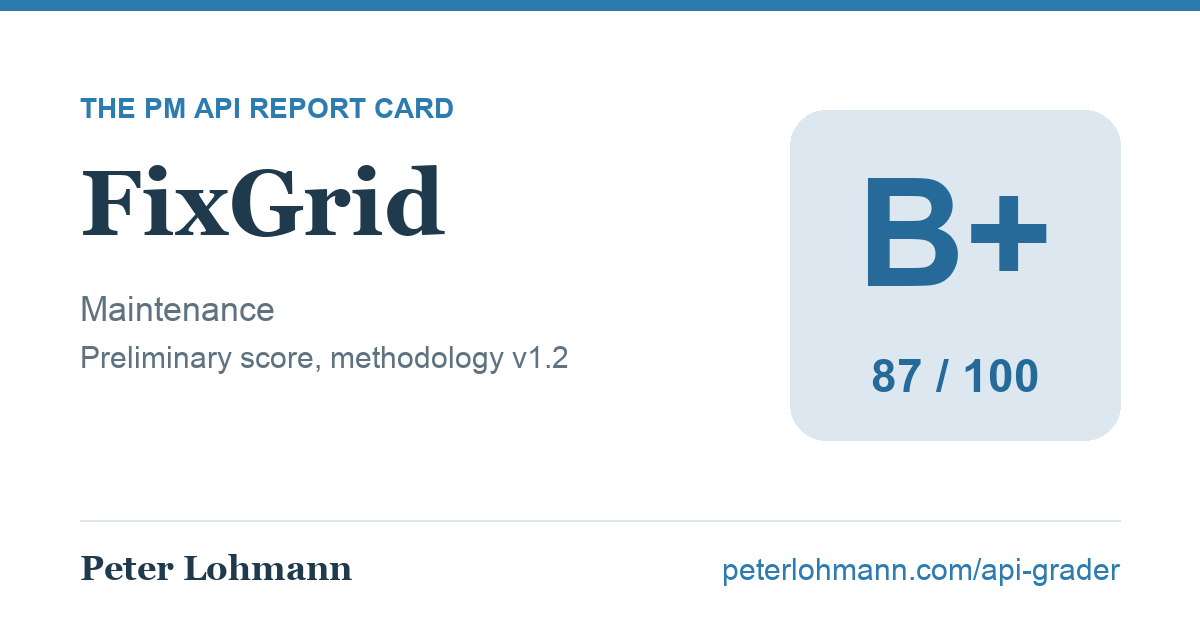 THE PM API REPORT CARD
FixGrid
Maintenance
Preliminary score, methodology v1.2
B+
87 / 100
Peter Lohmann
peterlohmann.com/api-grader